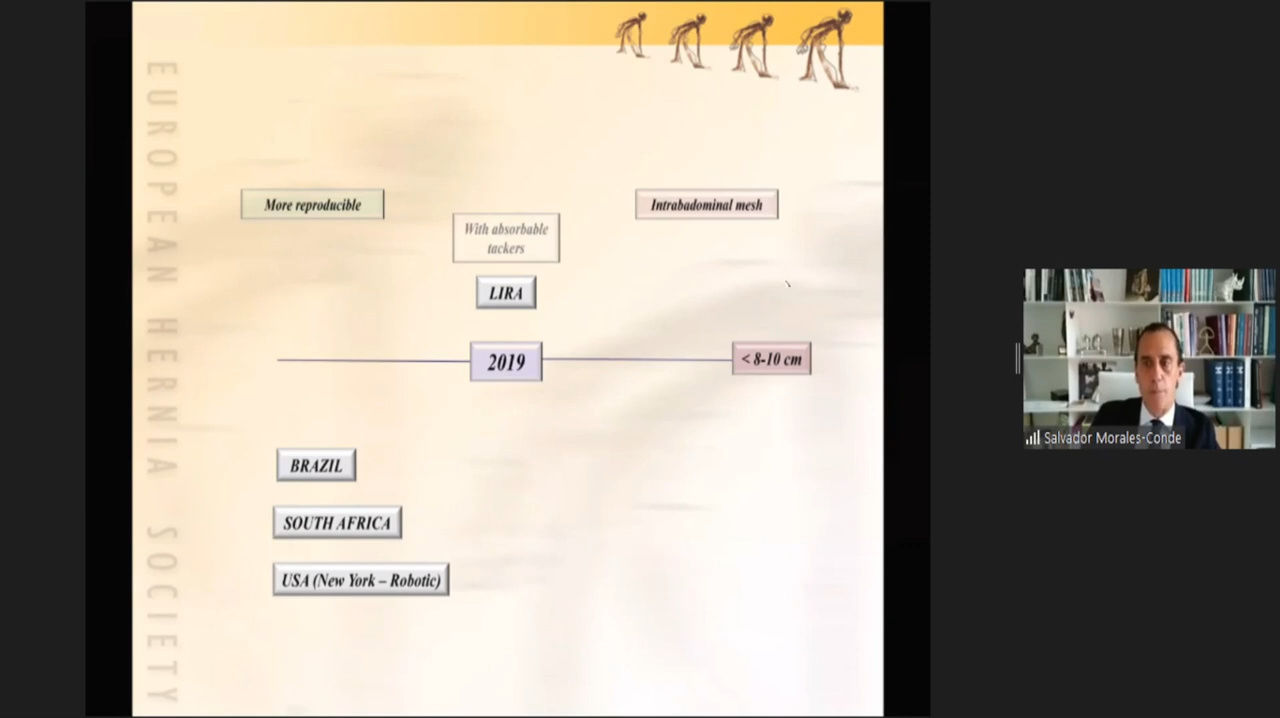 EUROPEAN HERNIA SOCIETY
More reproducible
Intrabadominal mesh
With absorbable
tackers
LIRA
2019
< 8-10 cm
BRAZIL
SOUTH AFRICA
USA (New York – Robotic)
Salvador Morales-Conde